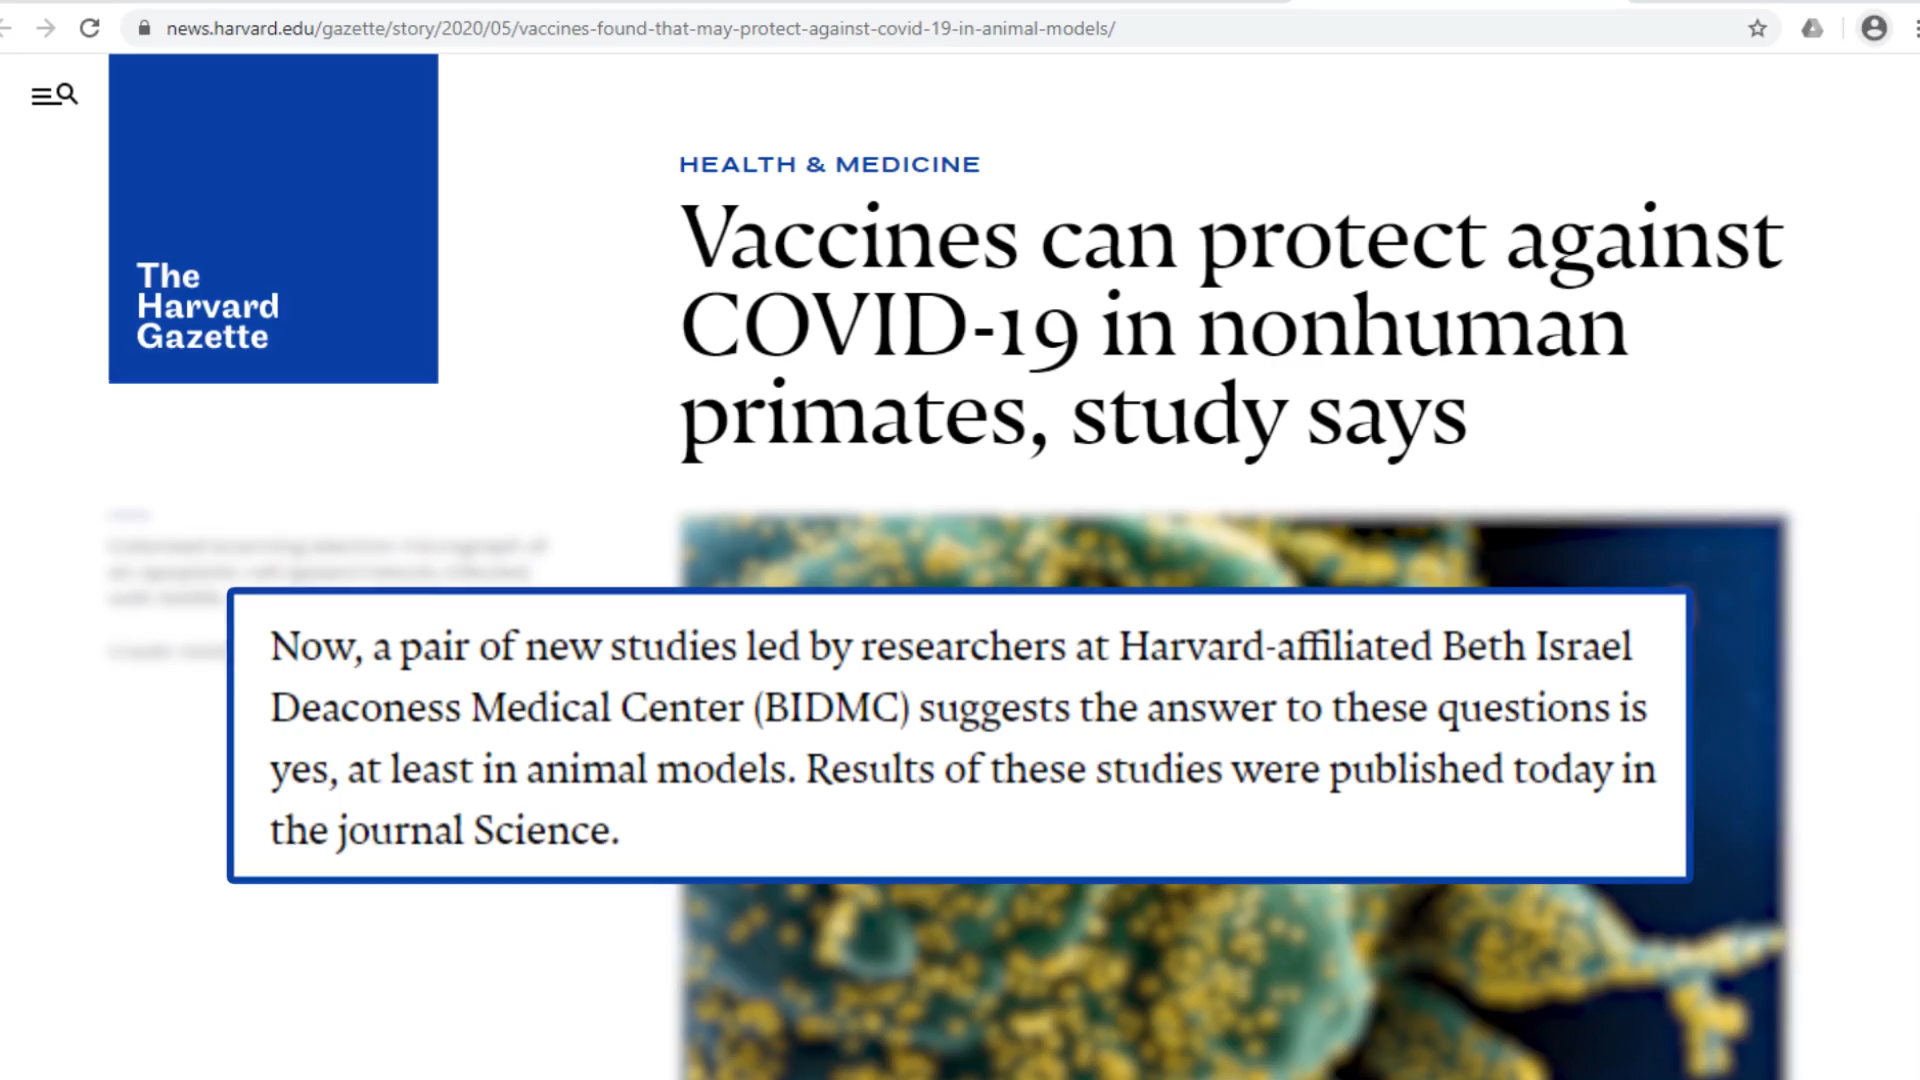 news.harvard.edu/gazette/story/2020/05/vaccines-found-that-may-protect-against-covid-19-in-animal-models/
The
Harvard
Gazette
HEALTH & MEDICINE
Vaccines can protect against
COVID-19 in nonhuman
primates, study says
Now, a pair of new studies led by researchers at Harvard-affiliated Beth Israel
Deaconess Medical Center (BIDMC) suggests the answer to these questions is
yes, at least in animal models. Results of these studies were published today in
the journal Science.